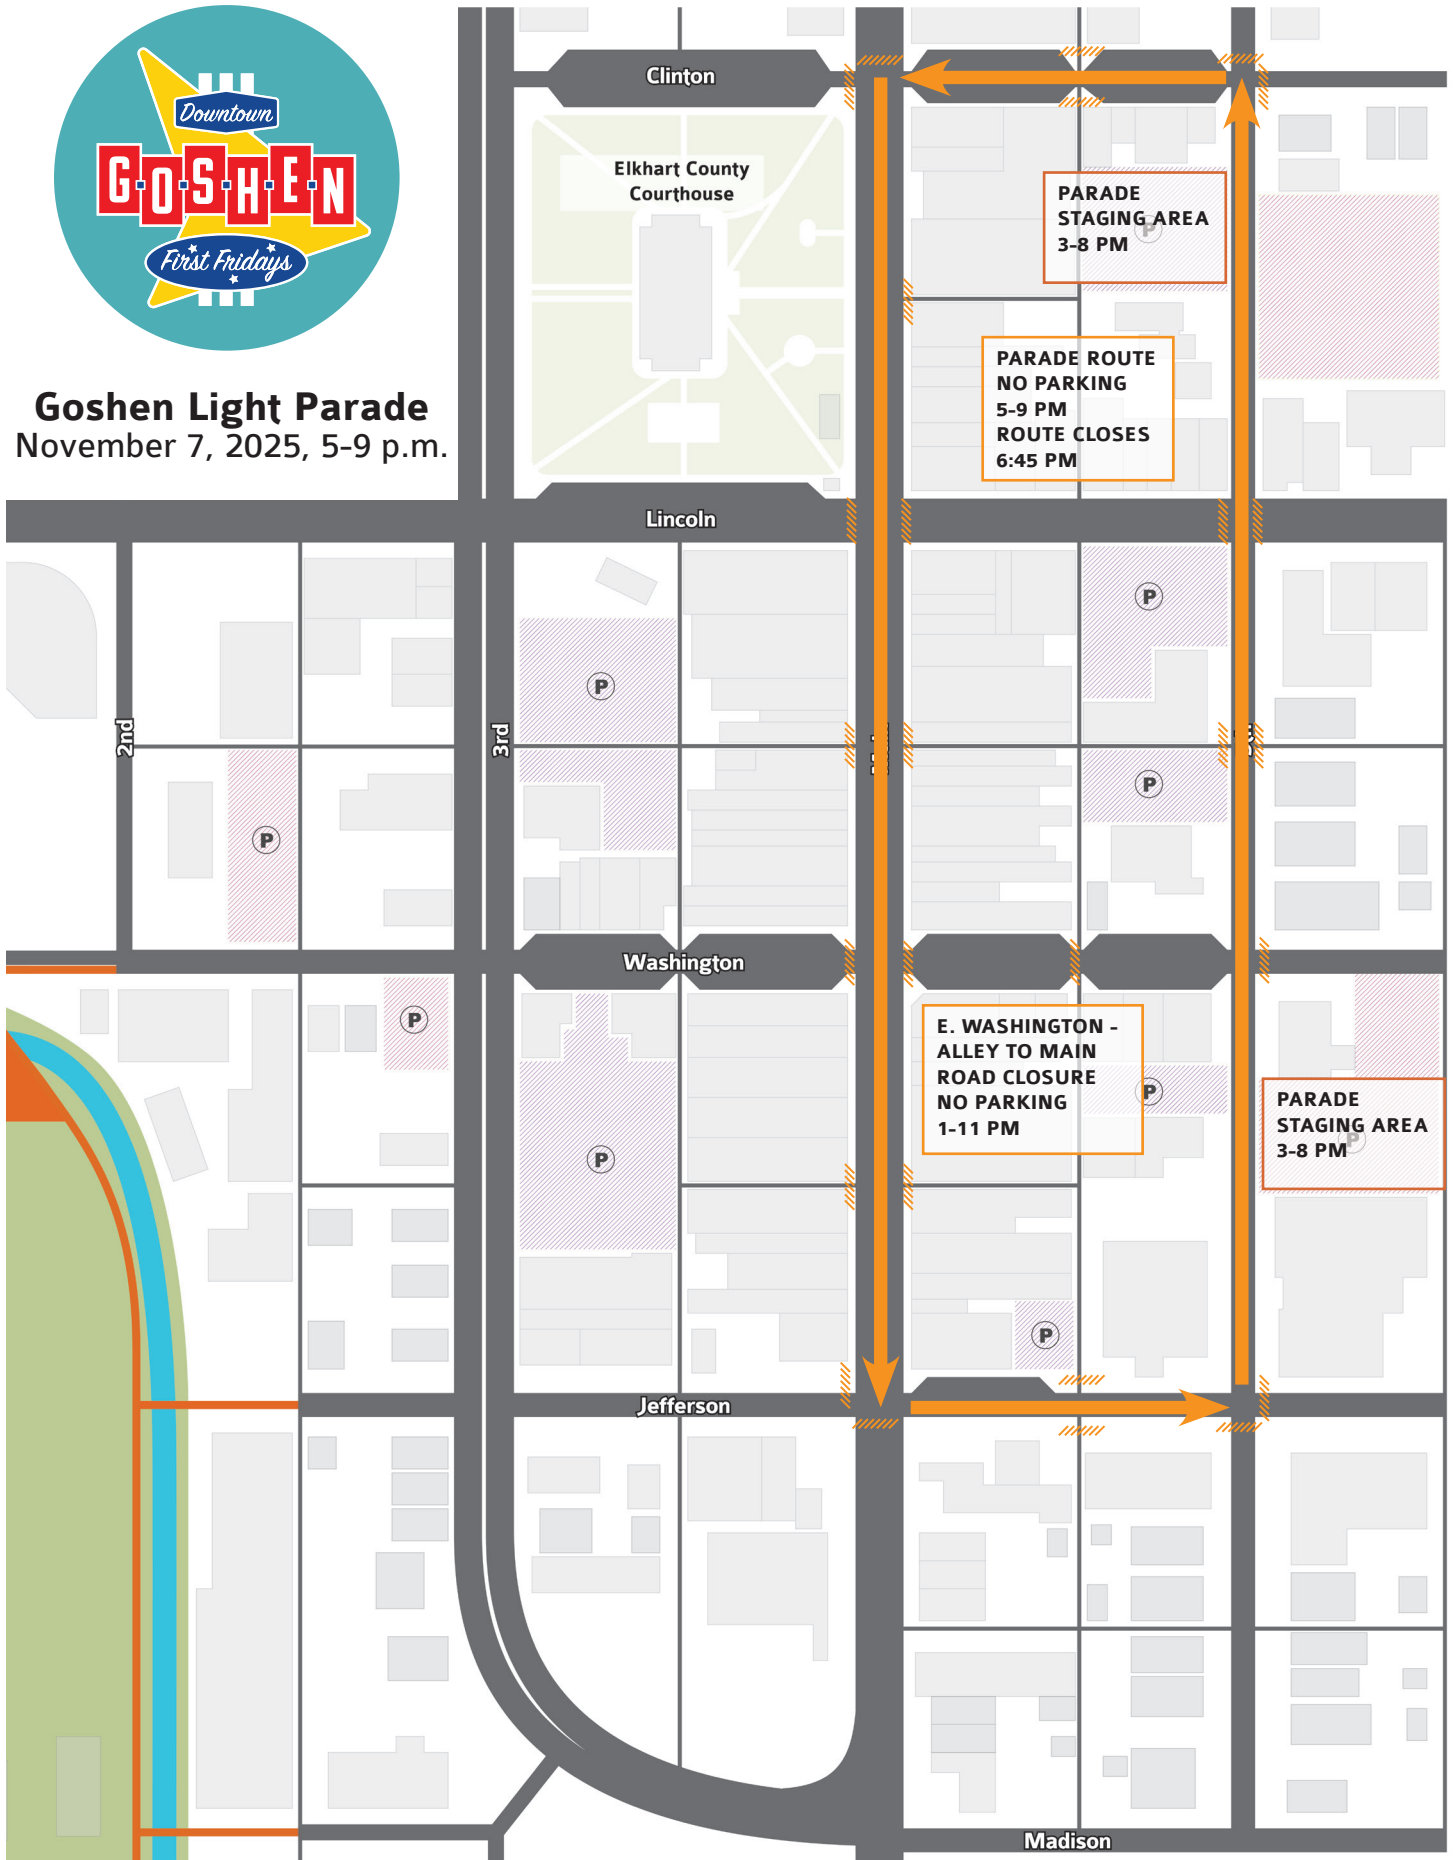 Downtown
GOSHEN
First Fridays
Goshen Light Parade
November 7, 2025, 5-9 p.m.
Clinton
Elkhart County
Courthouse
PARADE
STAGING AREA
3-8 PM
P
PARADE ROUTE
NO PARKING
5-9 PM
ROUTE CLOSES
6:45 PM
Lincoln
P
P
2nd
3rd
P
P
Washington
P
E. WASHINGTON -
ALLEY TO MAIN
ROAD CLOSURE
NO PARKING
1-11 PM
P
PARADE
STAGING AREA
3-8 PM
P
P
P
Jefferson
Madison